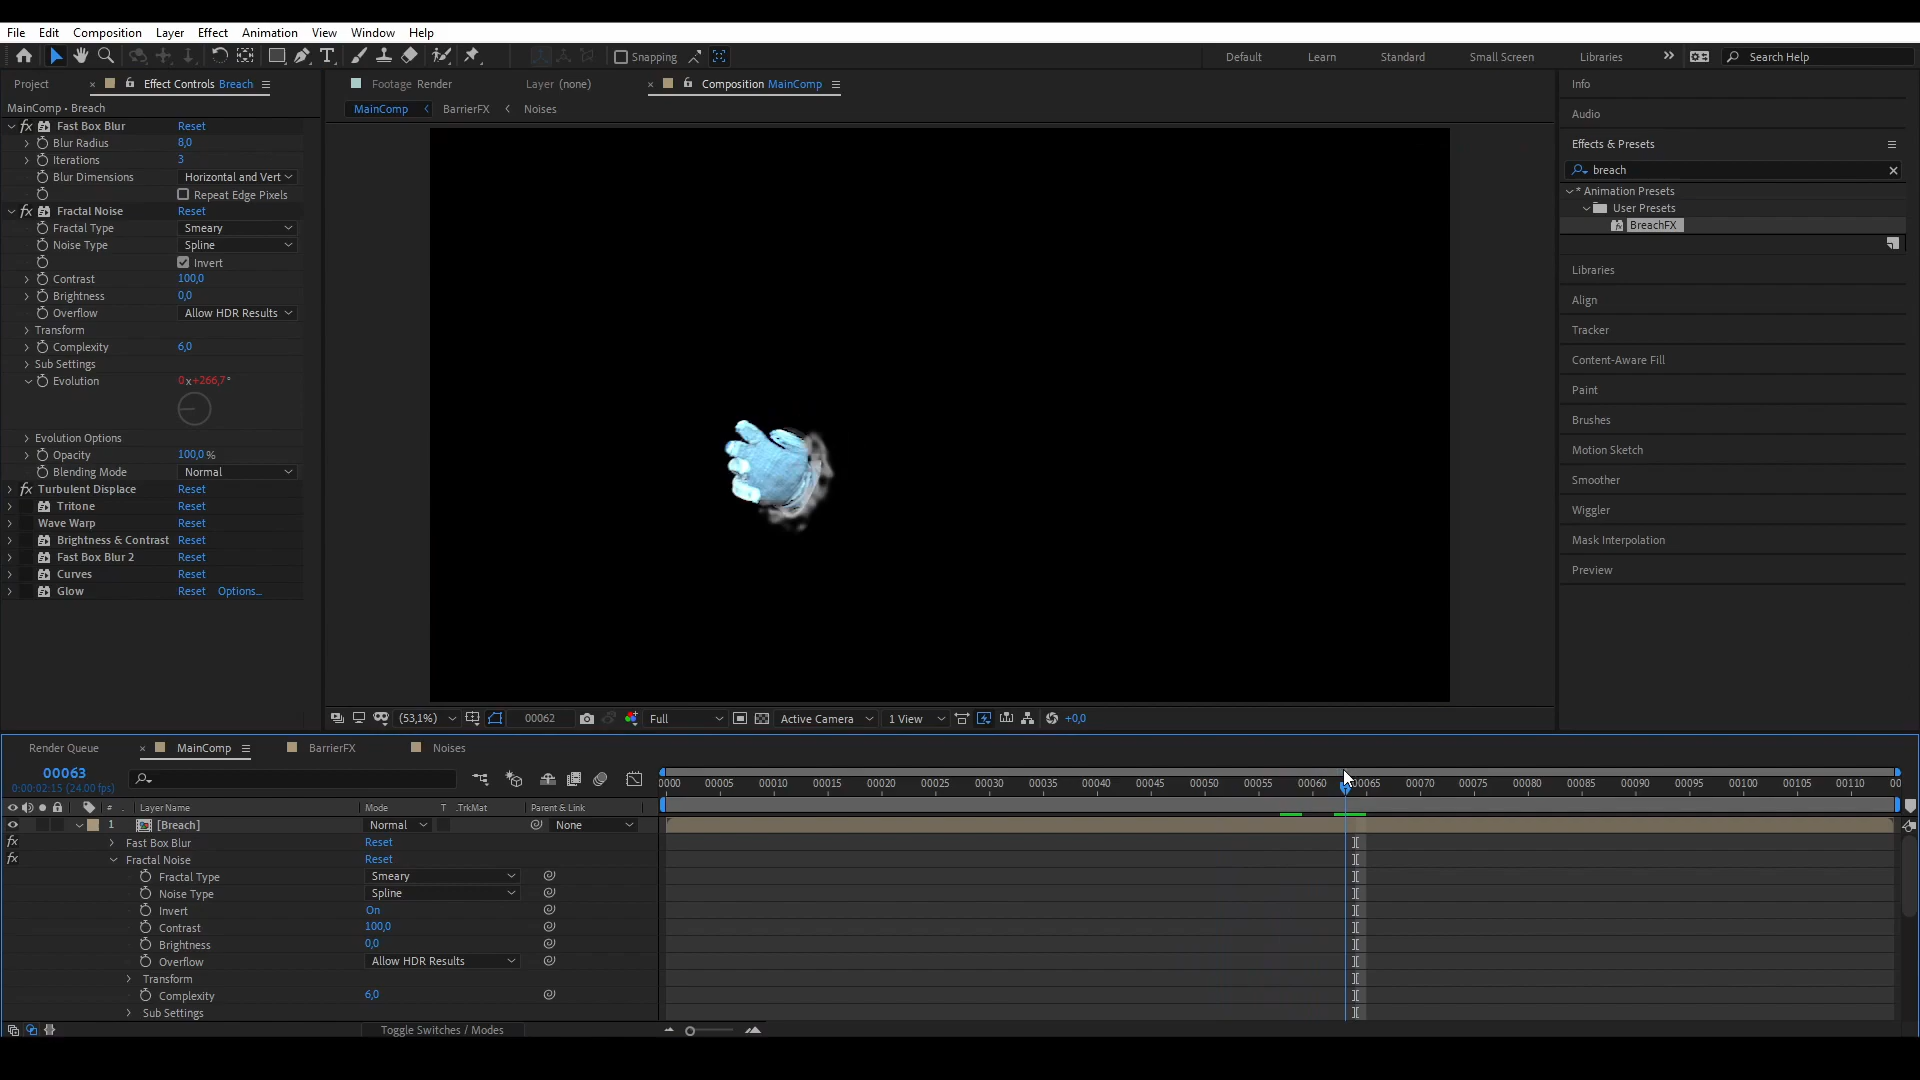 File Edit Composition Layer Effect Animation View Window Help
Snapping
Default Learn Standard Small Screen Libraries Search Help
Project Effect Controls Breach
Footage Render Layer (none) Composition MainComp
MainComp BarrierFX Noises
MainComp • Breach
Fast Box Blur Reset
Blur Radius 8,0
Iterations 3
Blur Dimensions Horizontal and Vert
Repeat Edge Pixels
Fractal Noise Reset
Fractal Type Smeary
Noise Type Spline
Invert
Contrast 100,0
Brightness 0,0
Overflow Allow HDR Results
Transform
Complexity 6,0
Sub Settings
Evolution 0x+266,7°
Evolution Options
Opacity 100,0 %
Blending Mode Normal
Turbulent Displace Reset
Tritone Reset
Wave Warp Reset
Brightness & Contrast Reset
Fast Box Blur 2 Reset
Curves Reset
Glow Reset Options...
Info
Audio
Effects & Presets
breach
* Animation Presets
User Presets
BreachFX
Libraries
Align
Tracker
Content-Aware Fill
Paint
Brushes
Motion Sketch
Smoother
Wiggler
Mask Interpolation
Preview
(53,1%) 00062 Full Active Camera 1 View +0,0
Render Queue MainComp BarrierFX Noises
00063
0:00:02:15 (24.00 fps)
0000 00005 00010 00015 00020 00025 00030 00035 00040 00045 00050 00055 00060 00065 00070 00075 00080 00085 00090 00095 00100 00105 00110 00
# Layer Name Mode T .TrkMat Parent & Link
1 [Breach] Normal None
Fast Box Blur Reset
Fractal Noise Reset
Fractal Type Smeary
Noise Type Spline
Invert On
Contrast 100,0
Brightness 0,0
Overflow Allow HDR Results
Transform
Complexity 6,0
Sub Settings
Toggle Switches / Modes